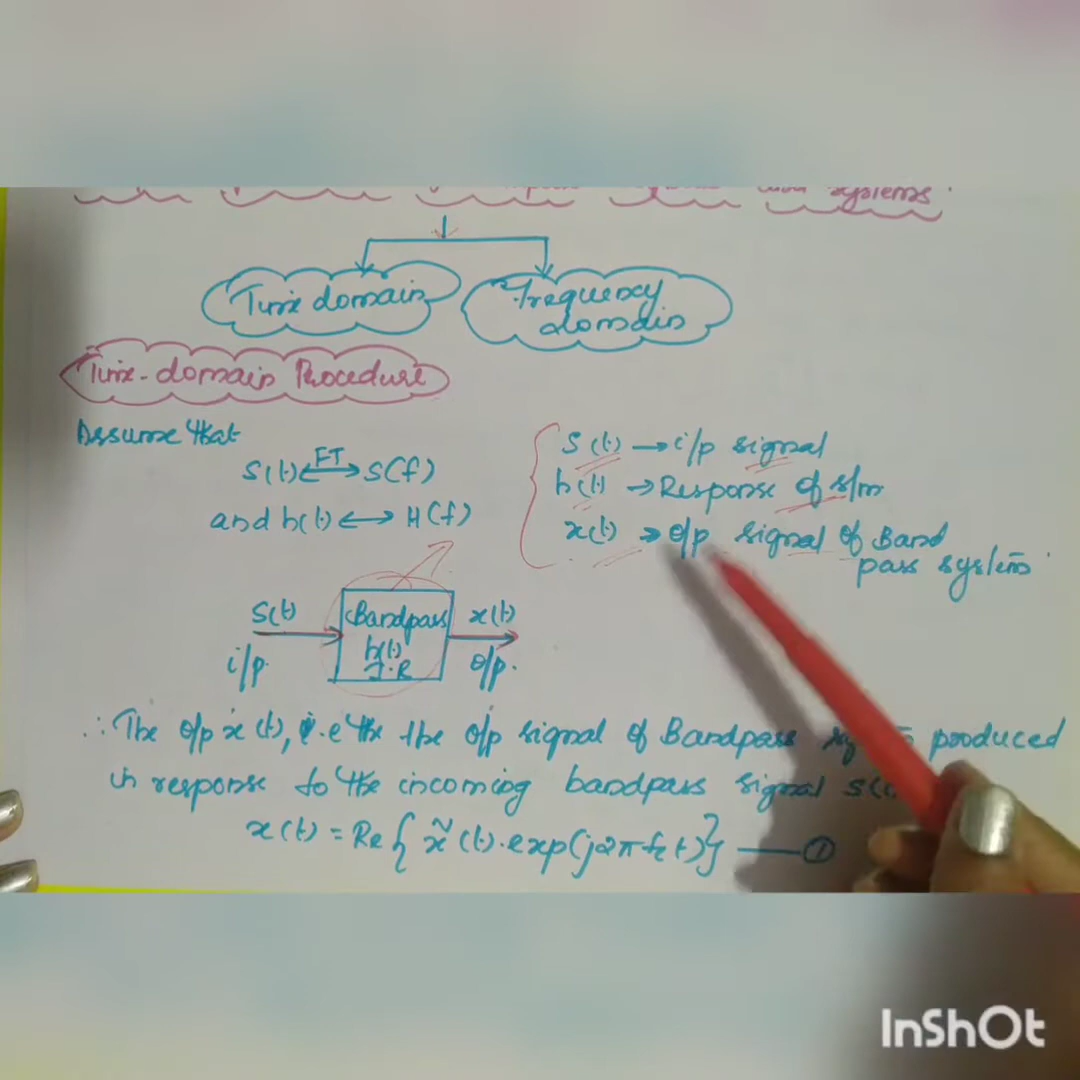 systems
Time domain
Frequency domain
Time-domain Procedure
Assume that
S(t) <-FT-> S(f)
and h(t) <-> H(f)
S(t) → i/p signal
h(t) → Response of s/m
x(t) → o/p signal of Band
pass system
S(t)
i/p.
Bandpass
h(t)
I.R
x(t)
o/p.
∴ The o/p x(t), i.e the o/p signal of Bandpass produced
in response to the incoming bandpass signal s(
x(t) = Re{ x̃(t).exp(j2πfct)} —— ①
InShOt